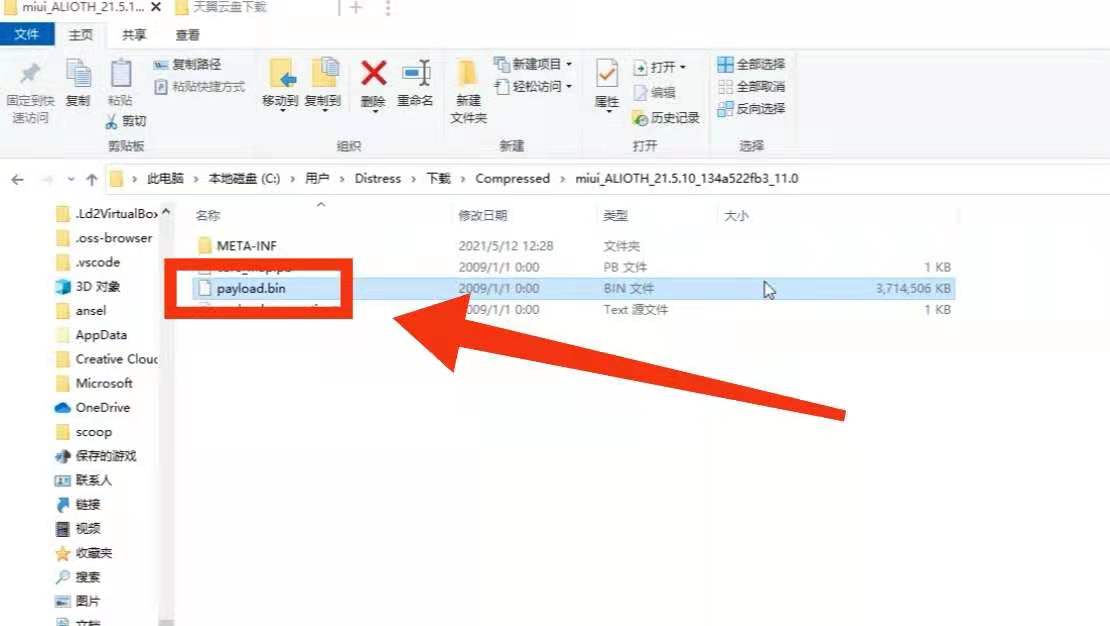 miui_ALIOTH_21.5.1... 天翼云盘下载
文件 主页 共享 查看
固定到快速访问
复制
粘贴
复制路径
粘贴快捷方式
剪切
剪贴板
移动到 复制到 删除 重命名
组织
新建文件夹
新建项目
轻松访问
新建
属性
打开
编辑
历史记录
打开
全部选择
全部取消
反向选择
选择
此电脑 › 本地磁盘 (C:) › 用户 › Distress › 下载 › Compressed › miui_ALIOTH_21.5.10_134a522fb3_11.0
名称 修改日期 类型 大小
META-INF 2021/5/12 12:28 文件夹
2009/1/1 0:00 PB 文件 1 KB
payload.bin 2009/1/1 0:00 BIN 文件 3,714,506 KB
2009/1/1 0:00 Text 源文件 1 KB
.Ld2VirtualBox
.oss-browser
.vscode
3D 对象
ansel
AppData
Creative Cloud
Microsoft
OneDrive
scoop
保存的游戏
联系人
链接
视频
收藏夹
搜索
图片